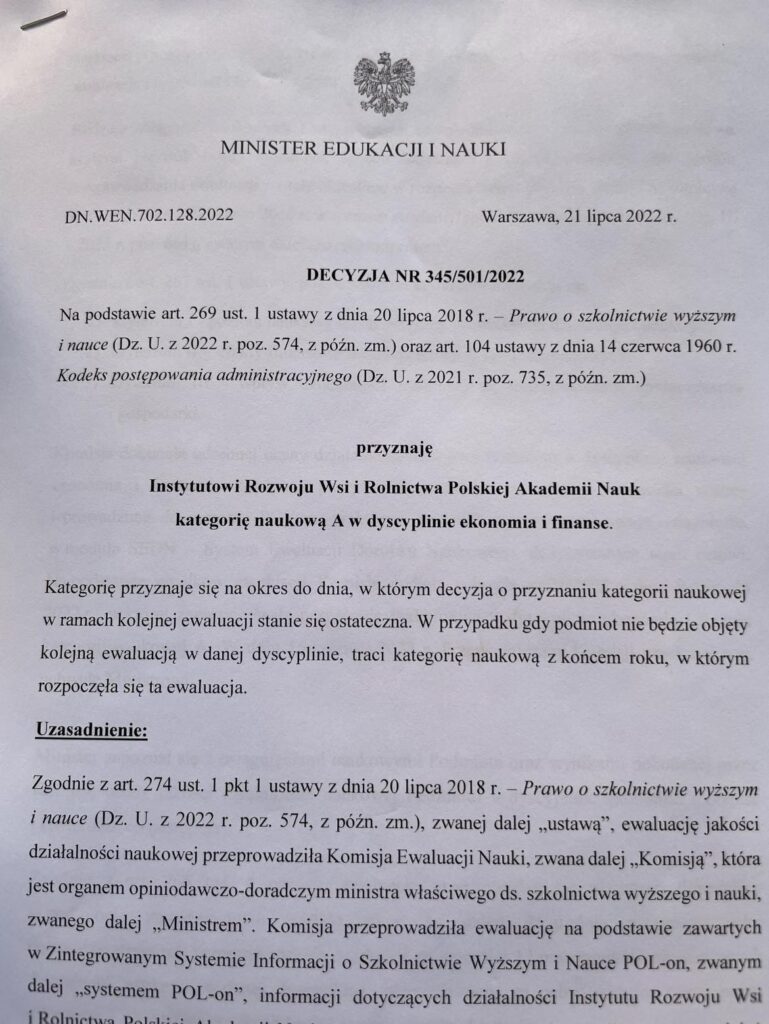 MINISTER EDUKACJI I NAUKI
DN.WEN.702.128.2022 Warszawa, 21 lipca 2022 r.
DECYZJA NR 345/501/2022
Na podstawie art. 269 ust. 1 ustawy z dnia 20 lipca 2018 r. – Prawo o szkolnictwie wyższym
i nauce (Dz. U. z 2022 r. poz. 574, z późn. zm.) oraz art. 104 ustawy z dnia 14 czerwca 1960 r.
Kodeks postępowania administracyjnego (Dz. U. z 2021 r. poz. 735, z późn. zm.)
przyznaję
Instytutowi Rozwoju Wsi i Rolnictwa Polskiej Akademii Nauk
kategorię naukową A w dyscyplinie ekonomia i finanse.
Kategorię przyznaje się na okres do dnia, w którym decyzja o przyznaniu kategorii naukowej
w ramach kolejnej ewaluacji stanie się ostateczna. W przypadku gdy podmiot nie będzie objęty
kolejną ewaluacją w danej dyscyplinie, traci kategorię naukową z końcem roku, w którym
rozpoczęła się ta ewaluacja.
Uzasadnienie:
Zgodnie z art. 274 ust. 1 pkt 1 ustawy z dnia 20 lipca 2018 r. – Prawo o szkolnictwie wyższym
i nauce (Dz. U. z 2022 r. poz. 574, z późn. zm.), zwanej dalej „ustawą”, ewaluację jakości
działalności naukowej przeprowadziła Komisja Ewaluacji Nauki, zwana dalej „Komisją”, która
jest organem opiniodawczo-doradczym ministra właściwego ds. szkolnictwa wyższego i nauki,
zwanego dalej „Ministrem”. Komisja przeprowadziła ewaluację na podstawie zawartych
w Zintegrowanym Systemie Informacji o Szkolnictwie Wyższym i Nauce POL-on, zwanym
dalej „systemem POL-on”, informacji dotyczących działalności Instytutu Rozwoju Wsi
i Rolnictwa Polskiej Akademii